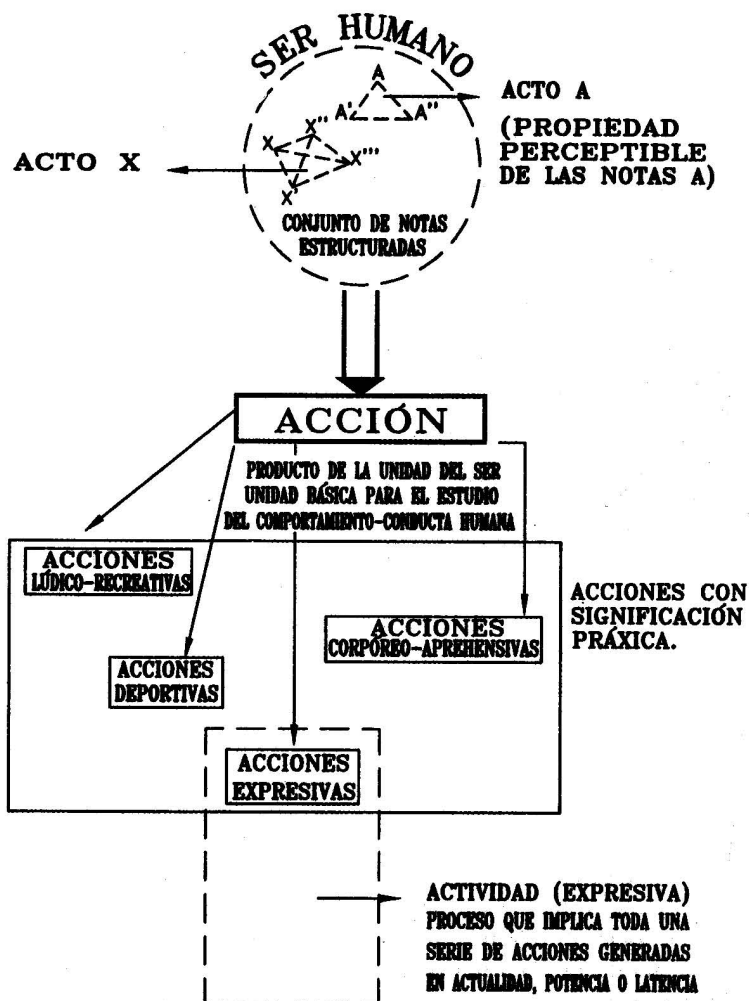 SER HUMANO
A
A' A''
ACTO A
(PROPIEDAD
PERCEPTIBLE
DE LAS NOTAS A)
X''
X
X'''
X'
ACTO X
CONJUNTO DE NOTAS
ESTRUCTURADAS
ACCIÓN
PRODUCTO DE LA UNIDAD DEL SER
UNIDAD BÁSICA PARA EL ESTUDIO
DEL COMPORTAMIENTO-CONDUCTA HUMANA
ACCIONES
LÚDICO-RECREATIVAS
ACCIONES
DEPORTIVAS
ACCIONES
CORPÓREO-APREHENSIVAS
ACCIONES CON
SIGNIFICACIÓN
PRÁXICA.
ACCIONES
EXPRESIVAS
ACTIVIDAD (EXPRESIVA)
PROCESO QUE IMPLICA TODA UNA
SERIE DE ACCIONES GENERADAS
EN ACTUALIDAD, POTENCIA O LATENCIA